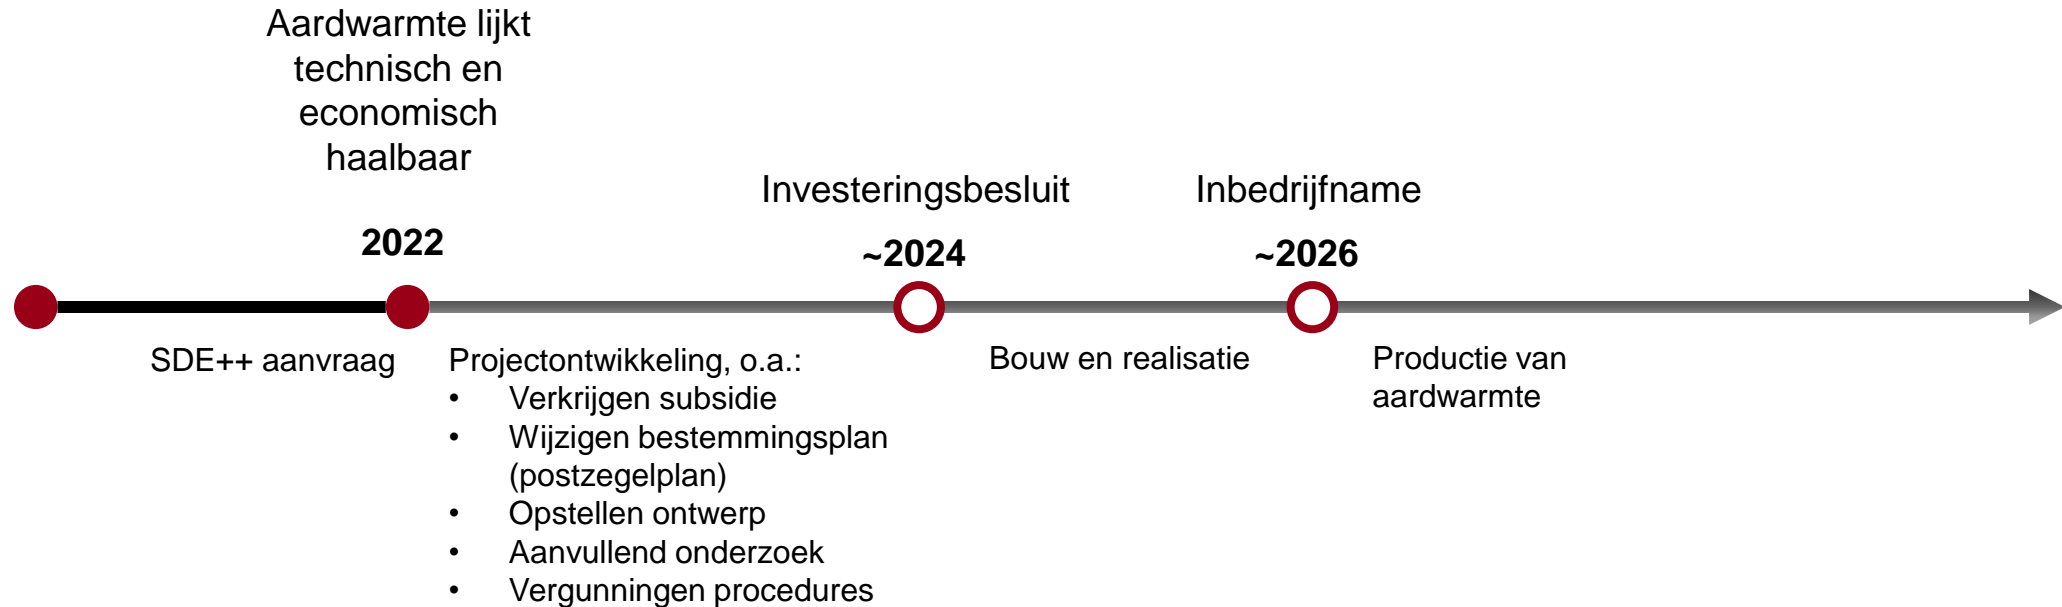 Aardwarmte lijkt
technisch en
economisch
haalbaar
2022
Investeringsbesluit
~2024
Inbedrijfname
~2026
SDE++ aanvraag
Projectontwikkeling, o.a.:
• Verkrijgen subsidie
• Wijzigen bestemmingsplan
(postzegelplan)
• Opstellen ontwerp
• Aanvullend onderzoek
• Vergunningen procedures
Bouw en realisatie
Productie van
aardwarmte